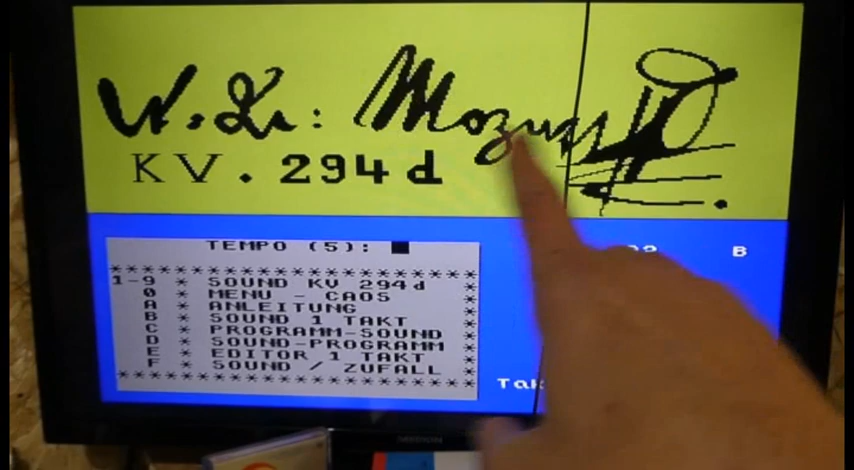 W. A: Mozart
KV. 294d
TEMPO (5):
B
*********************
1-9 * SOUND KV 294d *
0 * MENU - CAOS *
A * ANLEITUNG *
B * SOUND 1 TAKT *
C * PROGRAMM-SOUND *
D * SOUND-PROGRAMM *
E * EDITOR/1 TAKT *
F * SOUND / ZUFALL *
*********************
MEDION